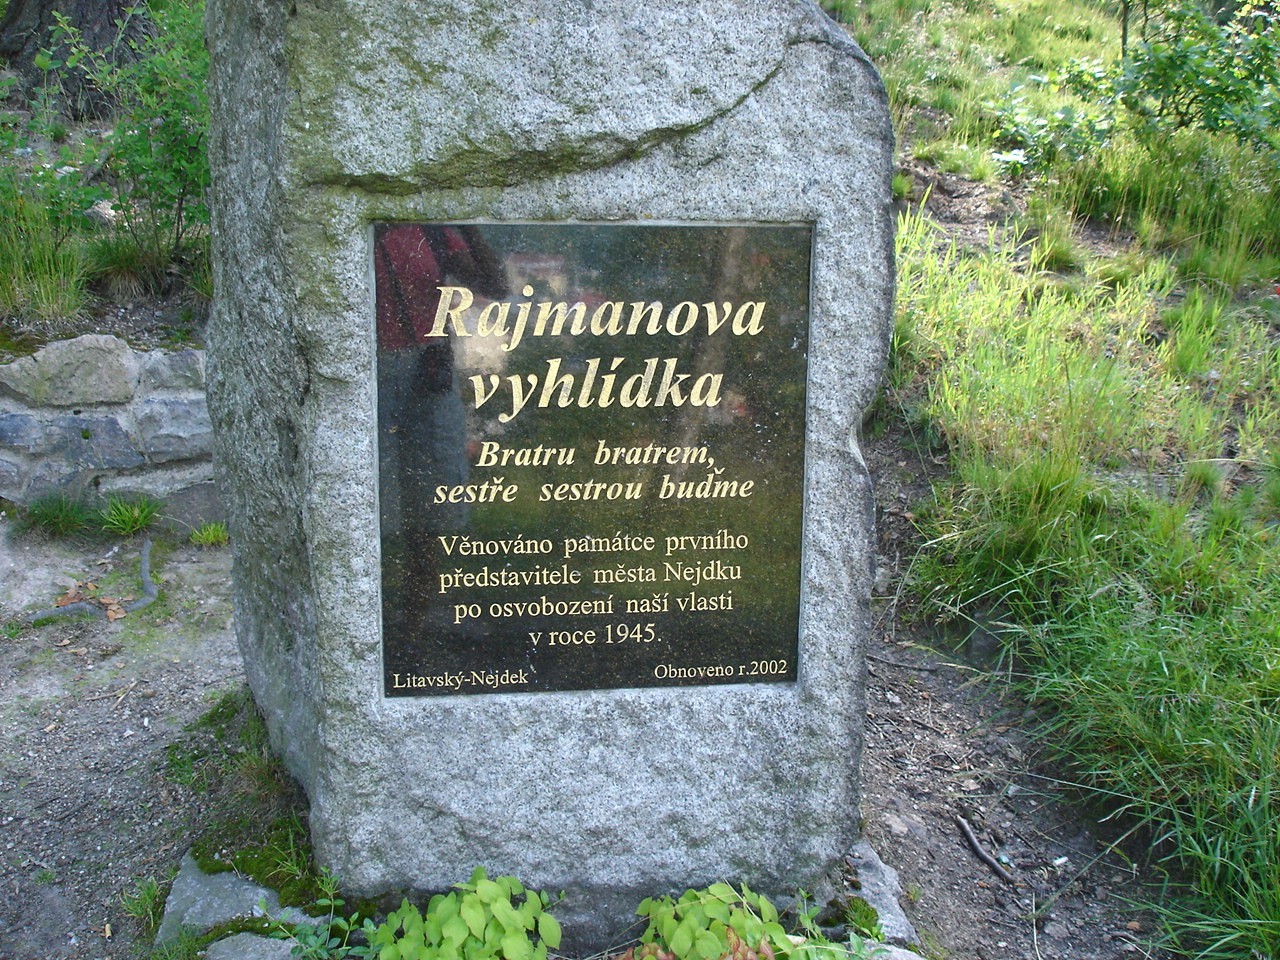 Rajmanova
vyhlídka
Bratru bratrem,
sestře sestrou buďme
Věnováno památce prvního
představitele města Nejdku
po osvobození naší vlasti
v roce 1945.
Litavský-Nejdek Obnoveno r.2002